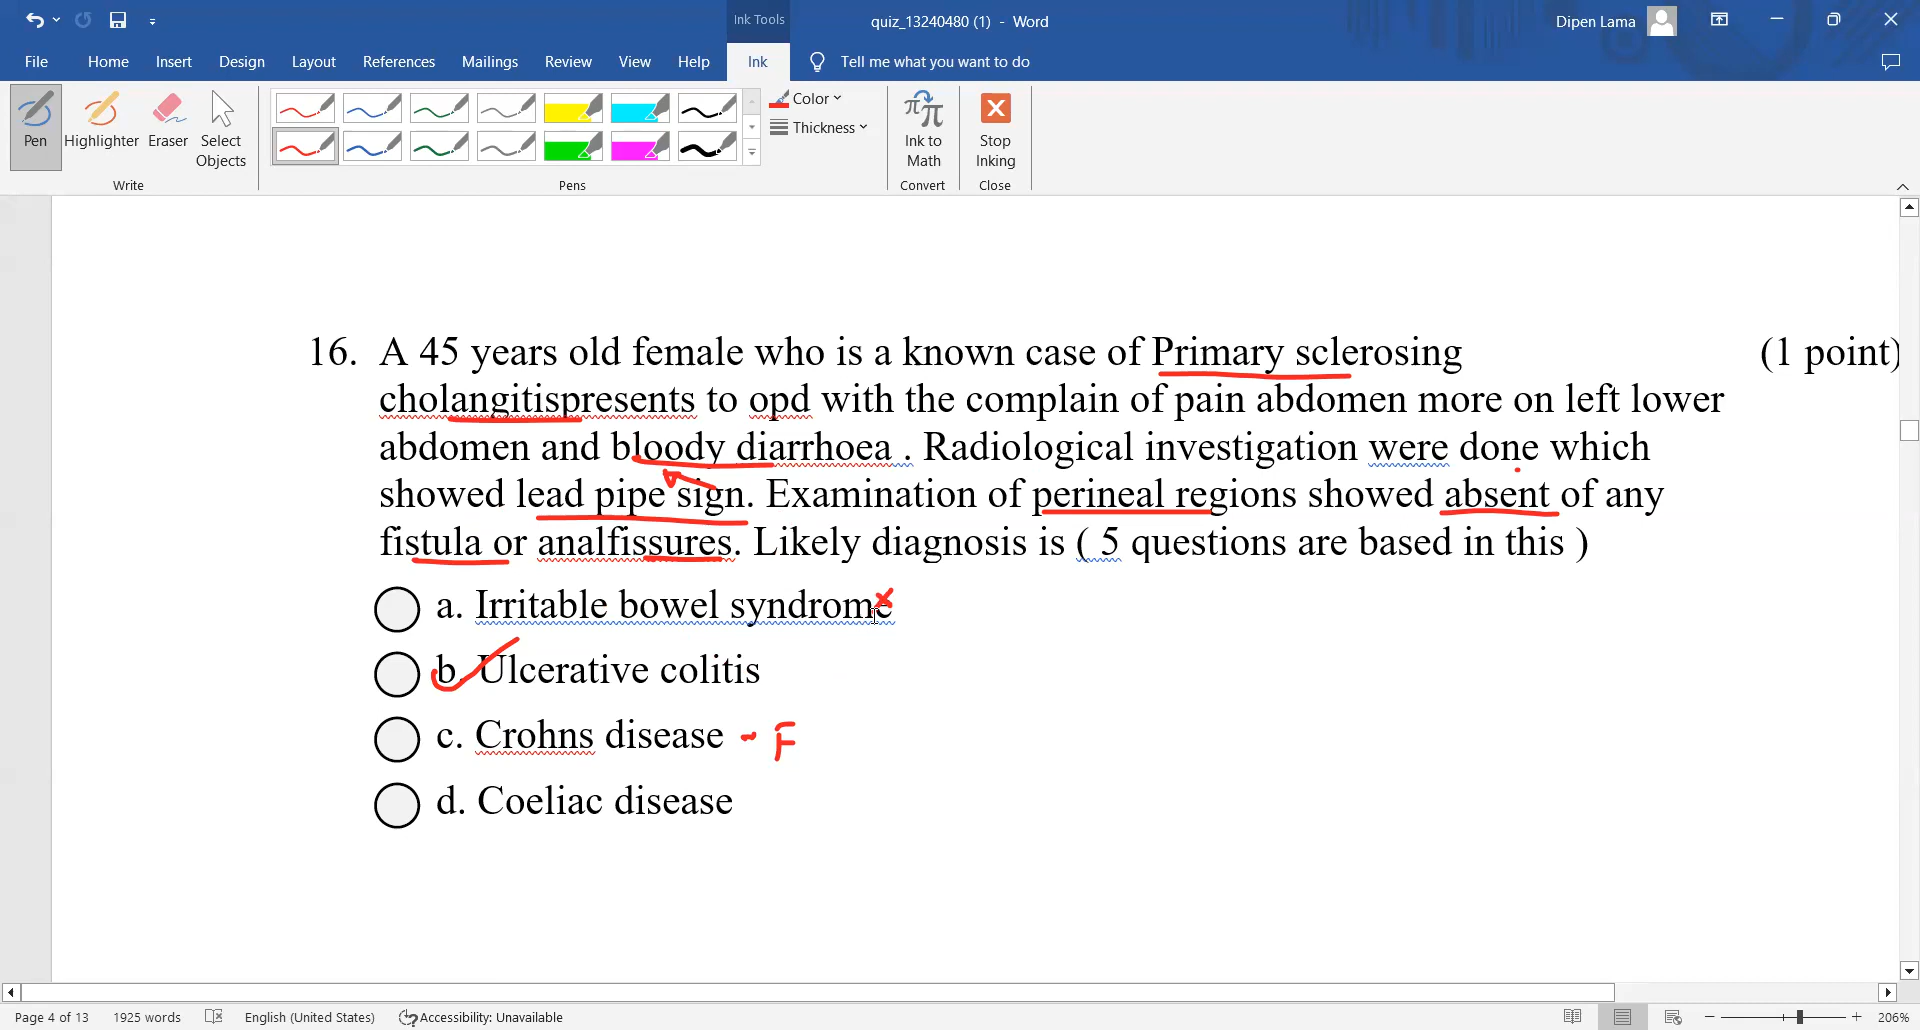 Ink Tools
quiz_13240480 (1) - Word
Dipen Lama
File Home Insert Design Layout References Mailings Review View Help Ink Tell me what you want to do
Pen Highlighter Eraser Select Objects
Write
Pens
Color
Thickness
Ink to Math
Convert
Stop Inking
Close
16. A 45 years old female who is a known case of Primary sclerosing (1 point)
cholangitispresents to opd with the complain of pain abdomen more on left lower
abdomen and bloody diarrhoea . Radiological investigation were done which
showed lead pipe sign. Examination of perineal regions showed absent of any
fistula or analfissures. Likely diagnosis is ( 5 questions are based in this )
a. Irritable bowel syndrome
b. Ulcerative colitis
c. Crohns disease - F
d. Coeliac disease
Page 4 of 13 1925 words English (United States) Accessibility: Unavailable 206%